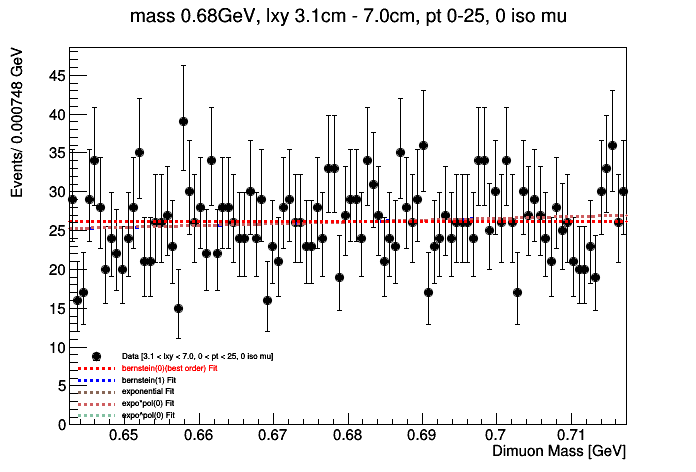 mass 0.68GeV, lxy 3.1cm - 7.0cm, pt 0-25, 0 iso mu
Events/ 0.000748 GeV
45
40
35
30
25
20
15
10
5
0
Data [3.1 < lxy < 7.0, 0 < pt < 25, 0 iso mu]
bernstein(0)(best order) Fit
bernstein(1) Fit
exponential Fit
expo*pol(0) Fit
expo^pol(0) Fit
0.65 0.66 0.67 0.68 0.69 0.7 0.71
Dimuon Mass [GeV]